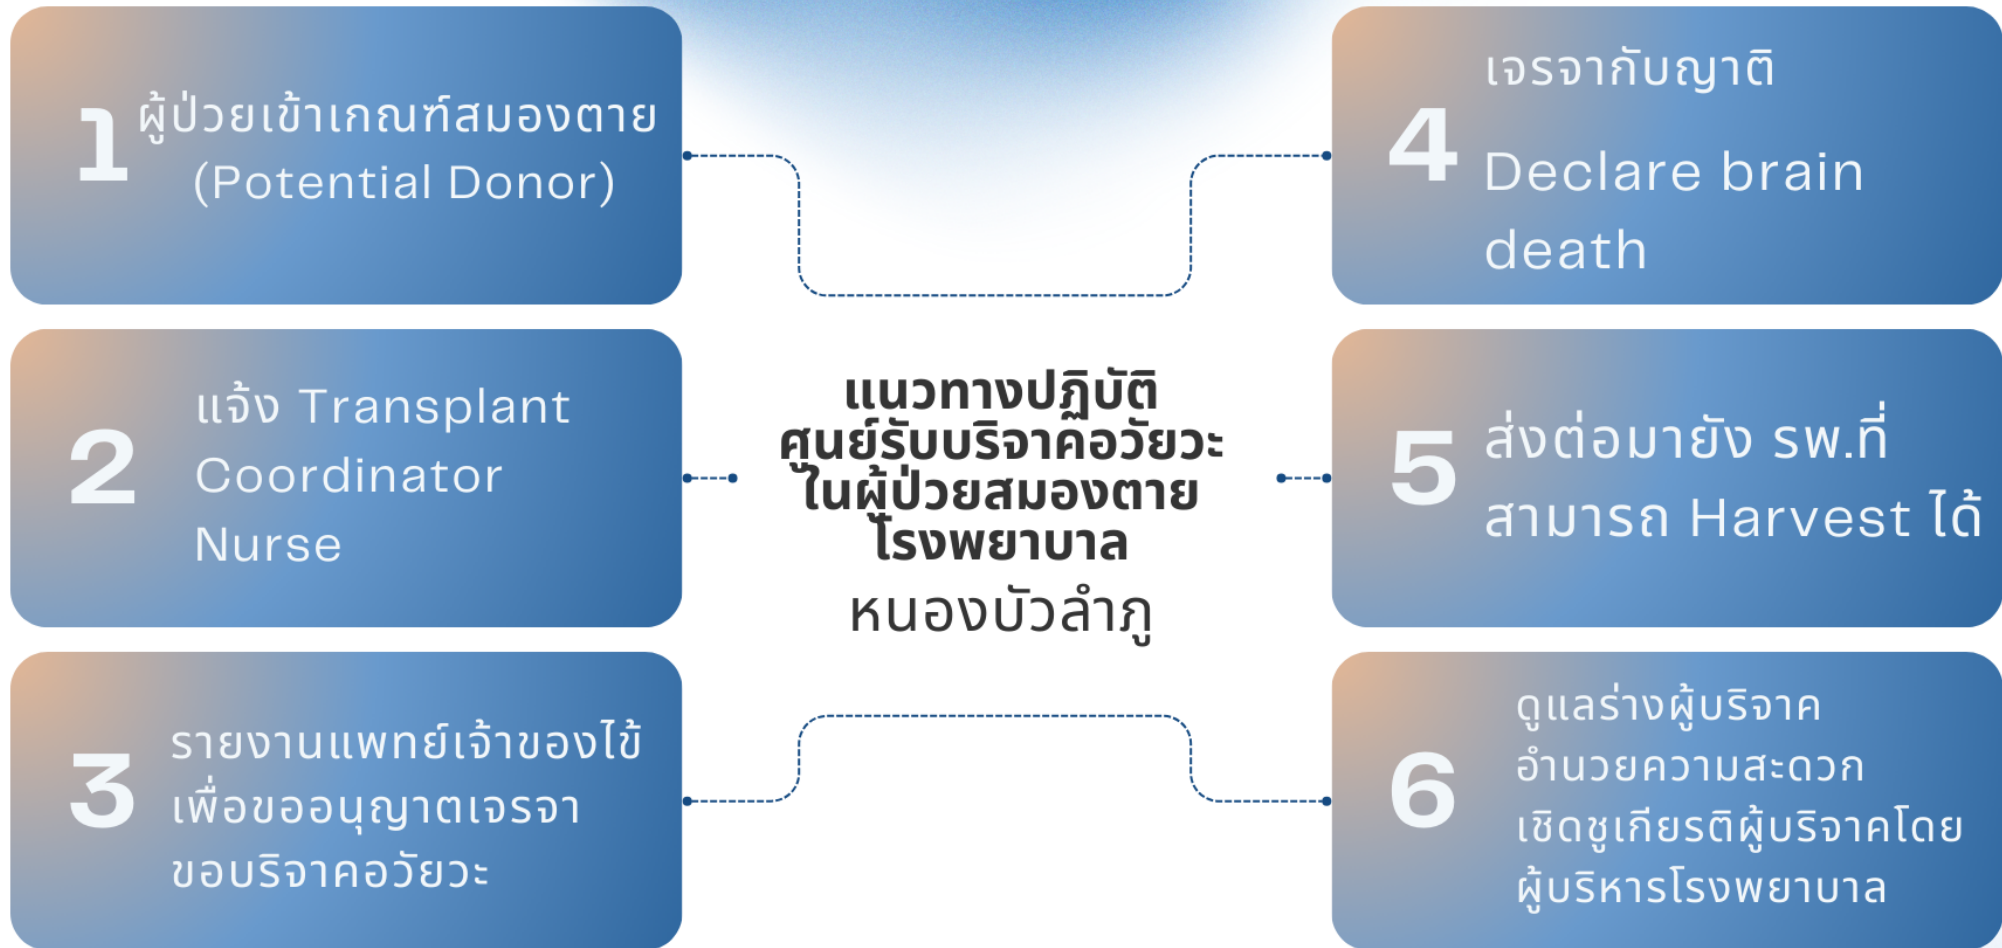 1
ผู้ป่วยเข้าเกณฑ์สมองตาย
(Potential Donor)
2
แจ้ง Transplant
Coordinator
Nurse
3
รายงานแพทย์เจ้าของไข้
เพื่อขออนุญาตเจรจา
ขอบริจาคอวัยวะ
แนวทางปฏิบัติ
ศูนย์รับบริจาคอวัยวะ
ในผู้ป่วยสมองตาย
โรงพยาบาล
หนองบัวลำภู
4
เจรจากับญาติ
Declare brain
death
5
ส่งต่อมายัง รพ.ที่
สามารถ Harvest ได้
6
ดูแลร่างผู้บริจาค
อำนวยความสะดวก
เชิดชูเกียรติผู้บริจาคโดย
ผู้บริหารโรงพยาบาล